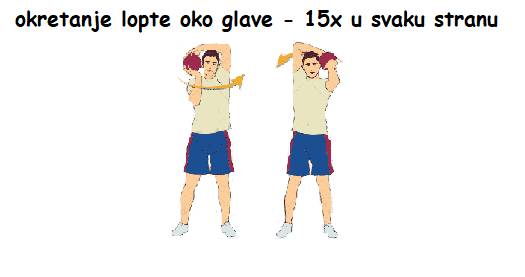 okretanje lopte oko glave - 15x u svaku stranu